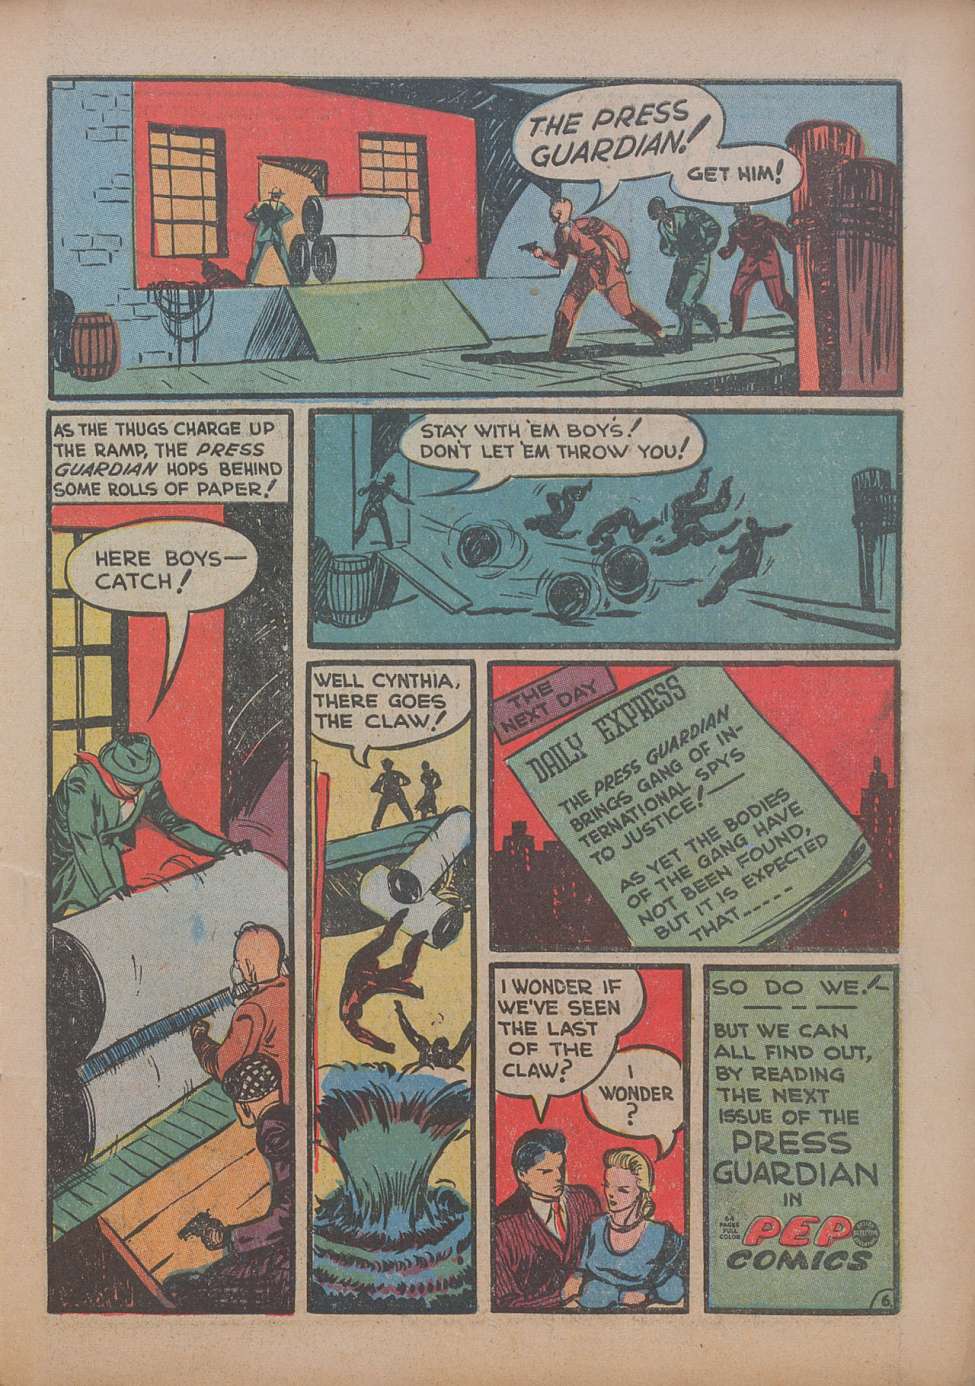 THE PRESS
GUARDIAN!
GET HIM!
AS THE THUGS CHARGE UP
THE RAMP, THE PRESS
GUARDIAN HOPS BEHIND
SOME ROLLS OF PAPER!
HERE BOYS—
CATCH!
STAY WITH 'EM BOY'S!
DON'T LET 'EM THROW YOU!
WELL CYNTHIA,
THERE GOES
THE CLAW!
THE
NEXT DAY
DAILY EXPRESS
THE PRESS GUARDIAN
BRINGS GANG OF IN-
TERNATIONAL SPYS
TO JUSTICE!—
AS YET THE BODIES
OF THE GANG HAVE
NOT BEEN FOUND,
BUT IT IS EXPECTED
THAT-----
I WONDER IF
WE'VE SEEN
THE LAST
OF THE
CLAW?
I
WONDER
?
SO DO WE!—
— — — —
BUT WE CAN
ALL FIND OUT,
BY READING
THE NEXT
ISSUE OF THE
PRESS
GUARDIAN
IN
64
PAGES
FULL
COLOR
PEP
COMICS
6